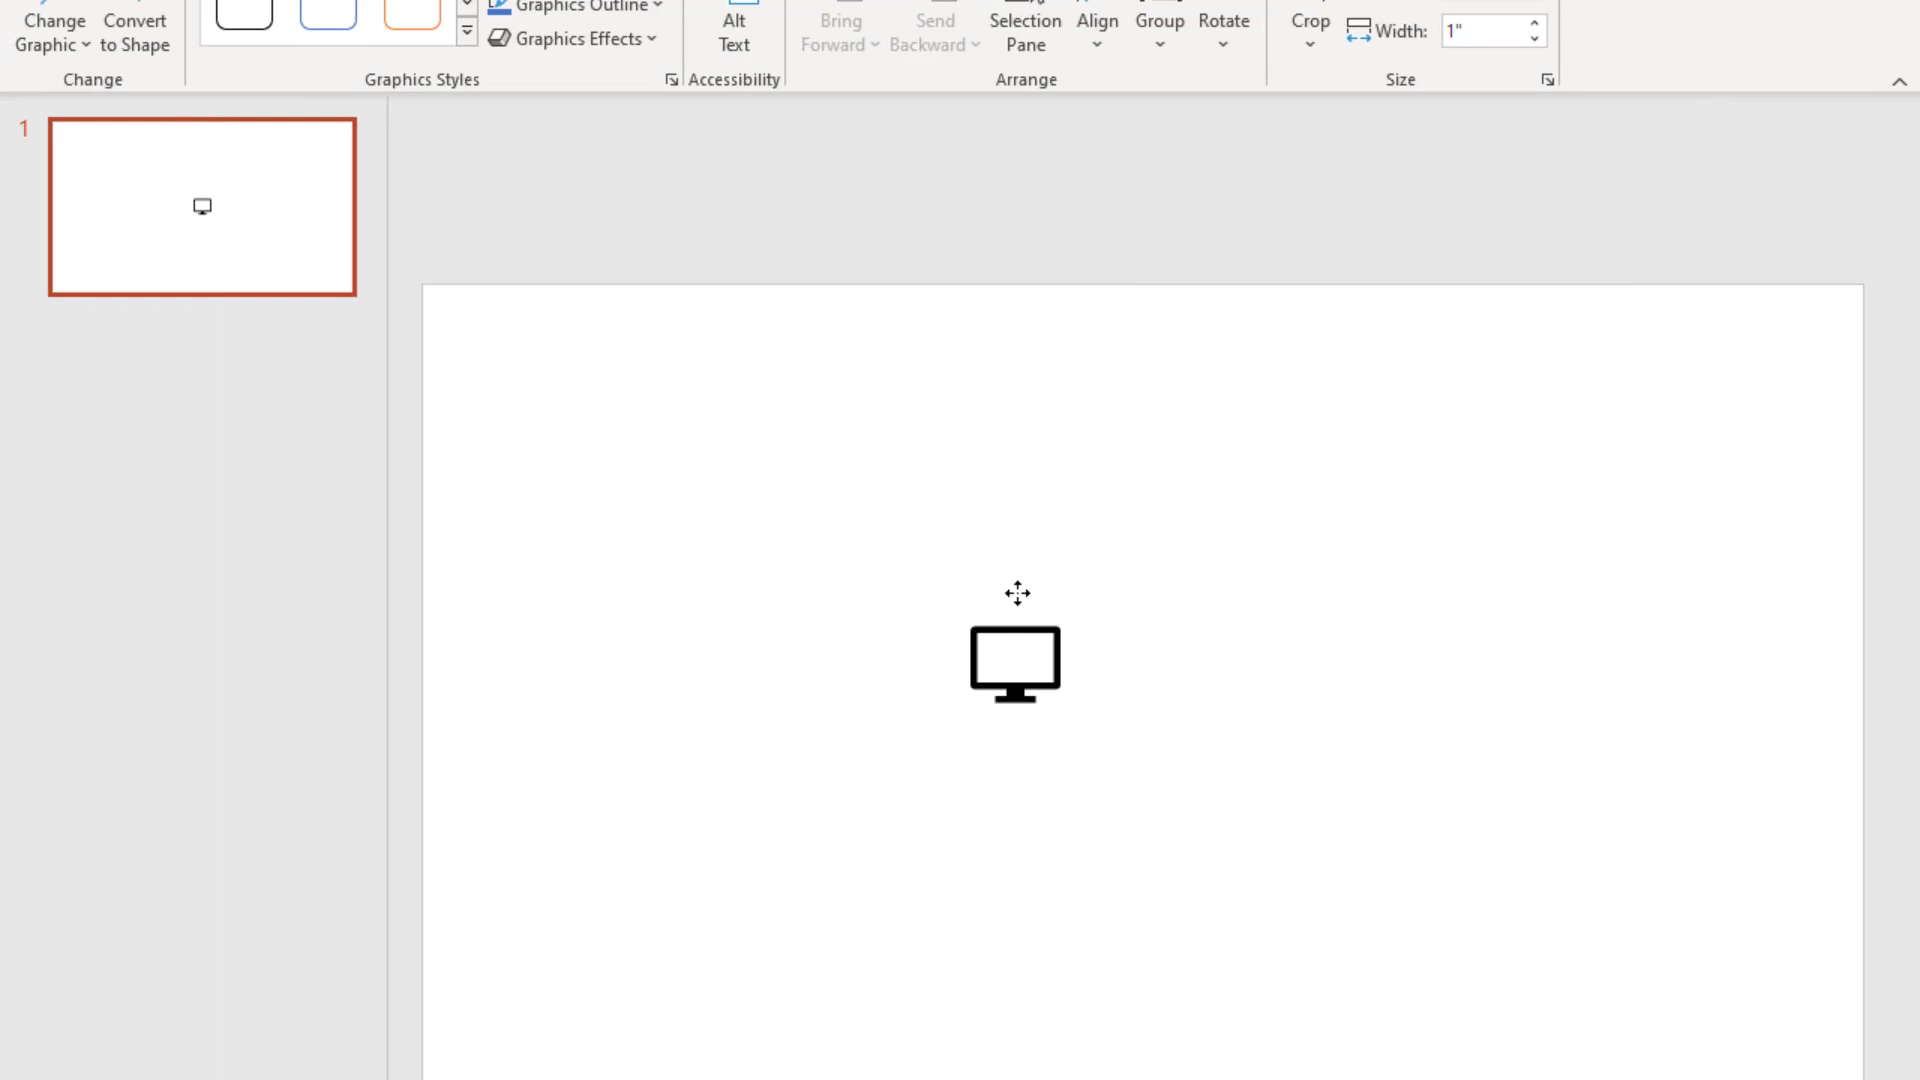 Change
Graphic
Convert
to Shape
Change
Graphics Outline
Graphics Effects
Graphics Styles
Alt
Text
Accessibility
Bring
Forward
Send
Backward
Selection
Pane
Align
Group
Rotate
Arrange
Crop
Width:
1"
Size
1